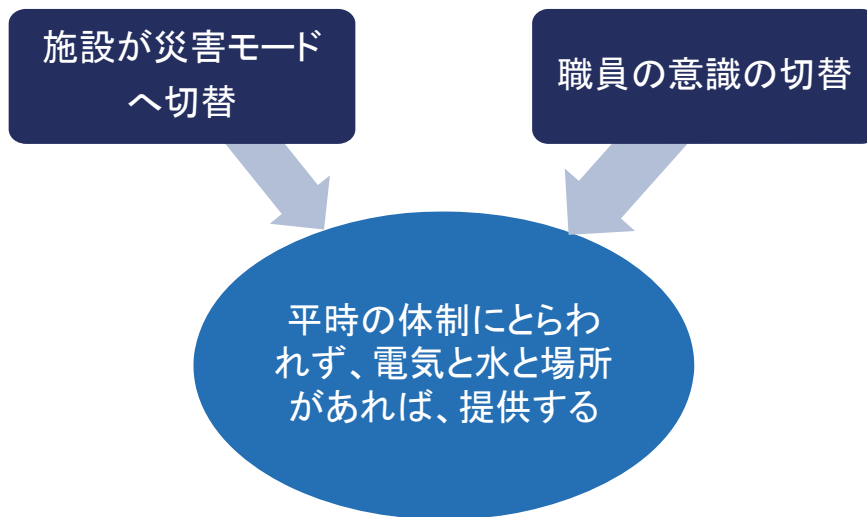 施設が災害モード
へ切替
職員の意識の切替
平時の体制にとらわ
れず、電気と水と場所
があれば、提供する